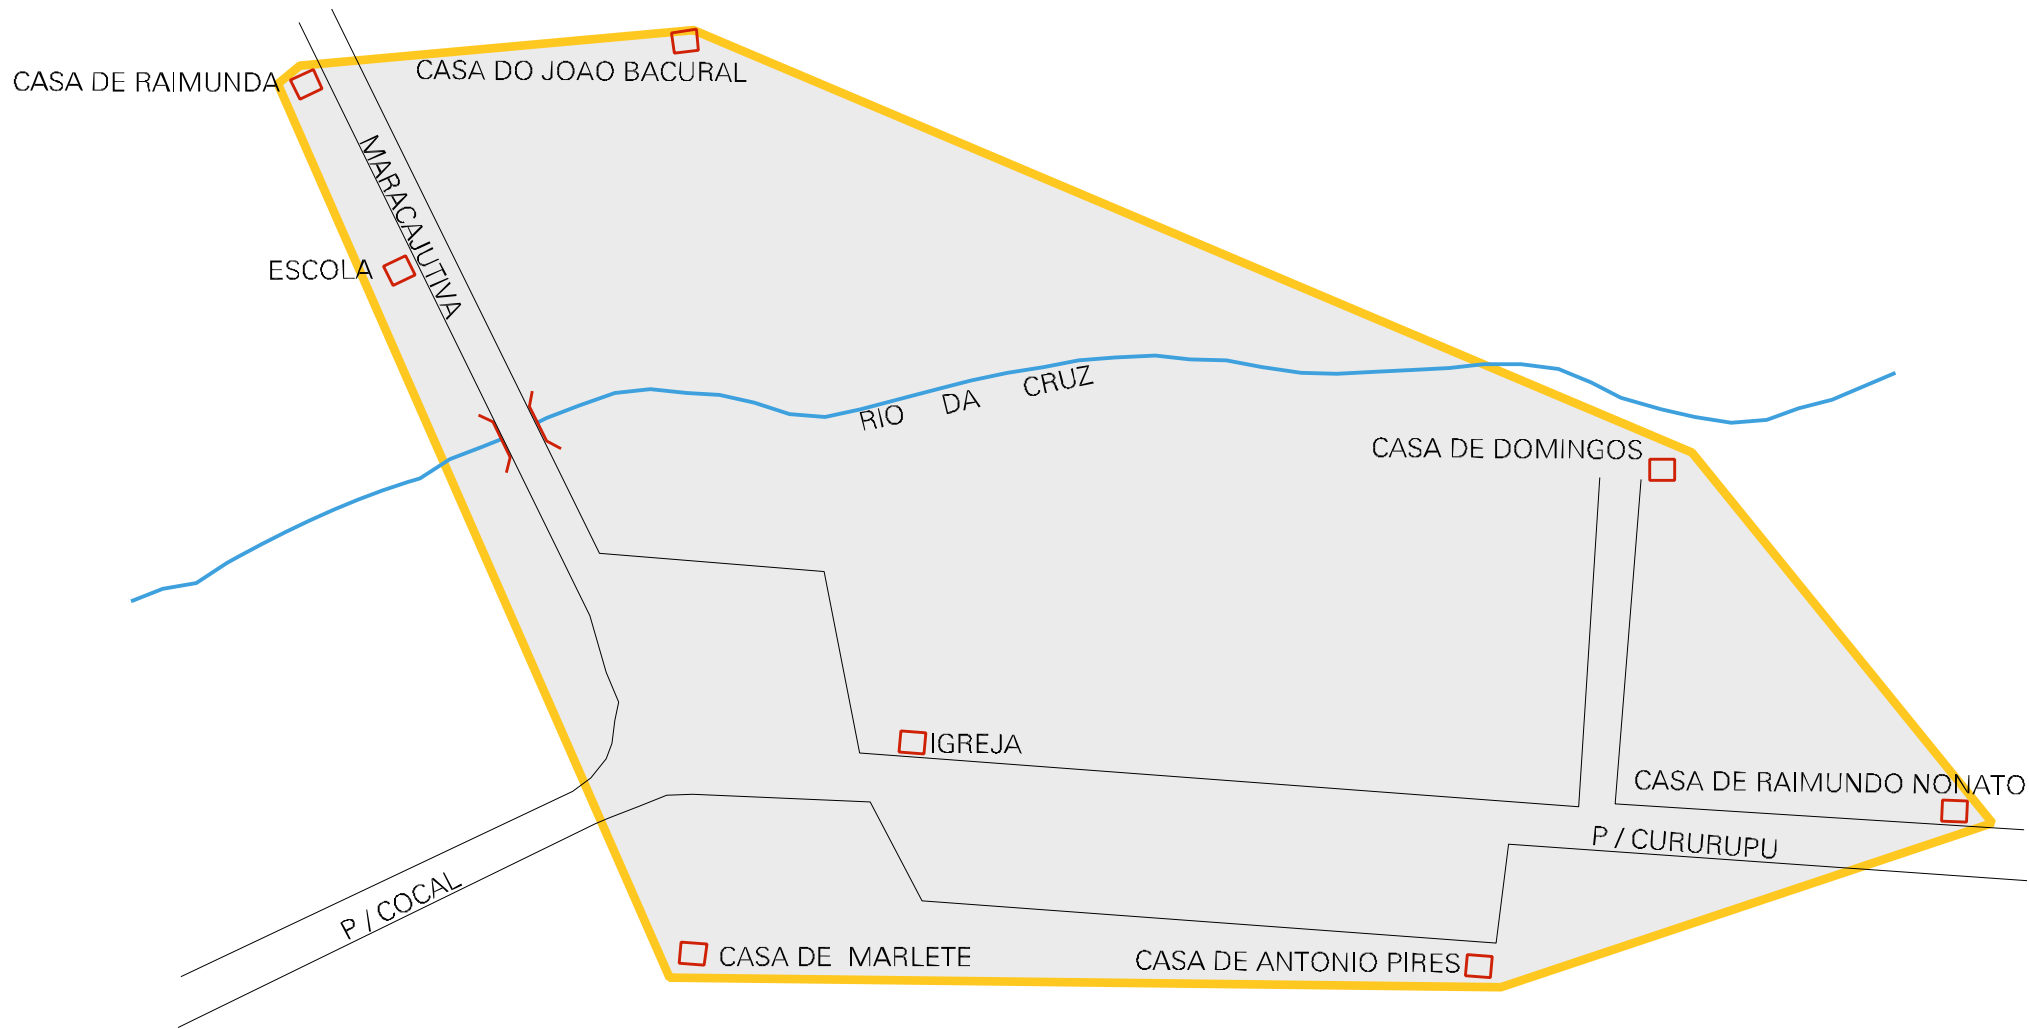 CASA DO JOAO BACURAL
CASA DE RAIMUNDA
MARACAJUTIVA
ESCOLA
RIO DA CRUZ
CASA DE DOMINGOS
IGREJA
CASA DE RAIMUNDO NONATO
P / CURURUPU
P / COCAL
CASA DE MARLETE
CASA DE ANTONIO PIRES